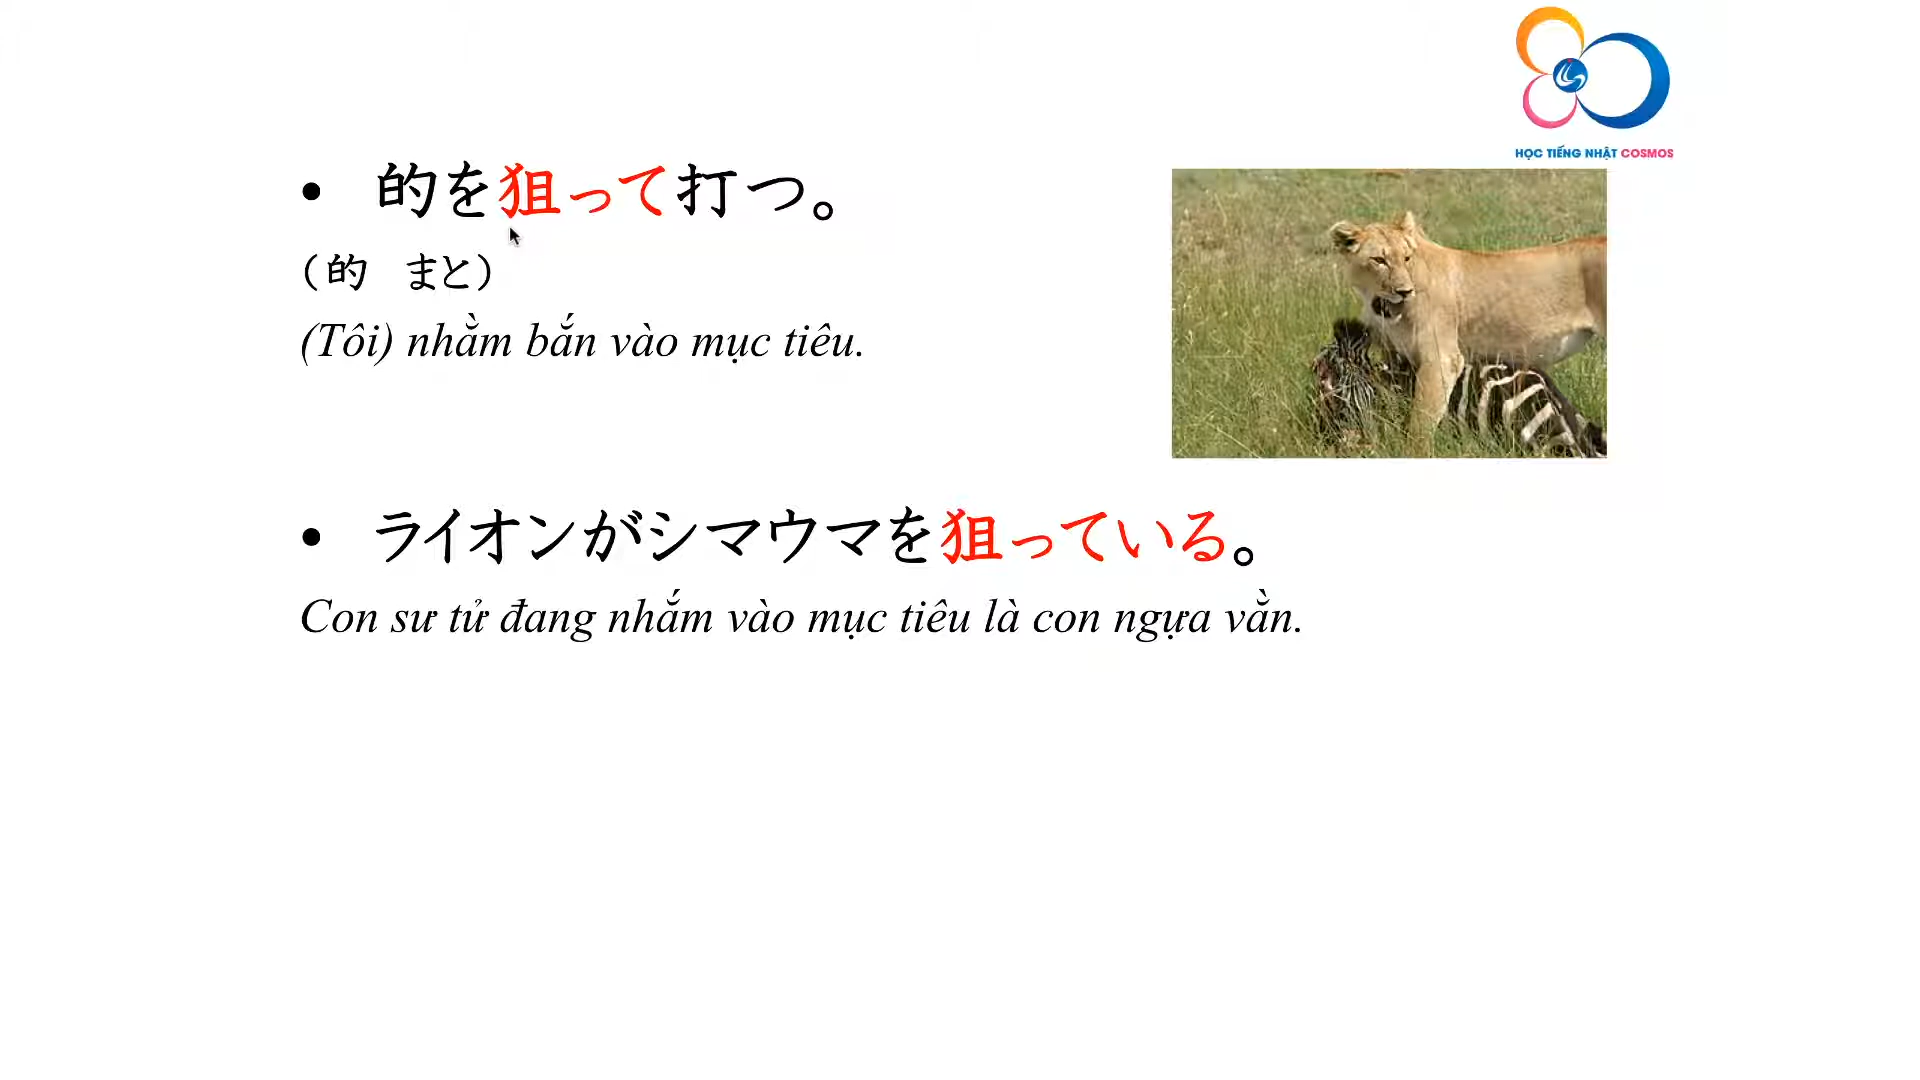 HỌC TIẾNG NHẬT COSMOS
• 的を狙って打つ。
（的　まと）
(Tôi) nhằm bắn vào mục tiêu.
• ライオンがシマウマを狙っている。
Con sư tử đang nhắm vào mục tiêu là con ngựa vằn.